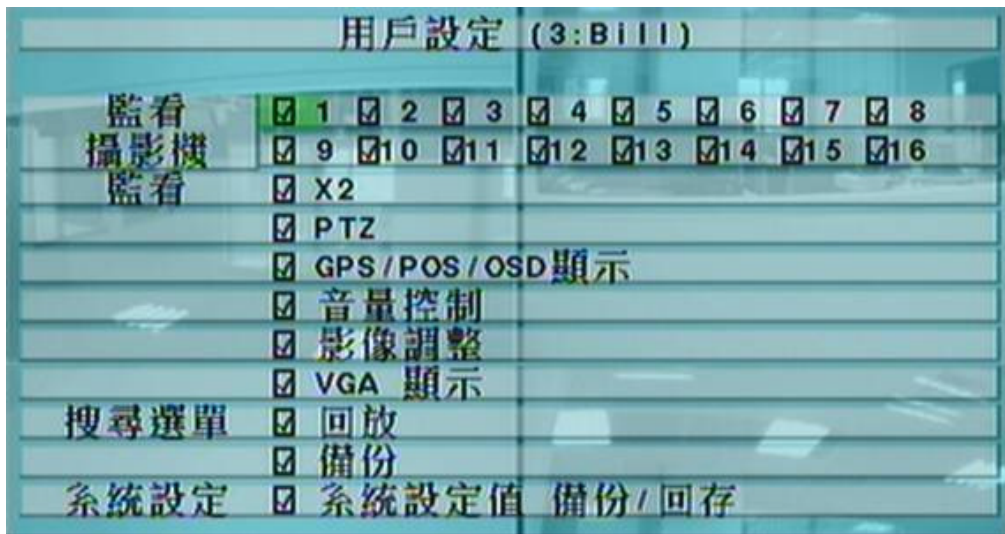 用戶設定 (3:Bill)
監看 ☑ 1 ☑ 2 ☑ 3 ☑ 4 ☑ 5 ☑ 6 ☑ 7 ☑ 8
攝影機 ☑ 9 ☑10 ☑11 ☑12 ☑13 ☑14 ☑15 ☑16
監看 ☑ X2
☑ PTZ
☑ GPS/POS/OSD顯示
☑ 音量控制
☑ 影像調整
☑ VGA 顯示
搜尋選單 ☑ 回放
☑ 備份
系統設定 ☑ 系統設定值 備份/回存